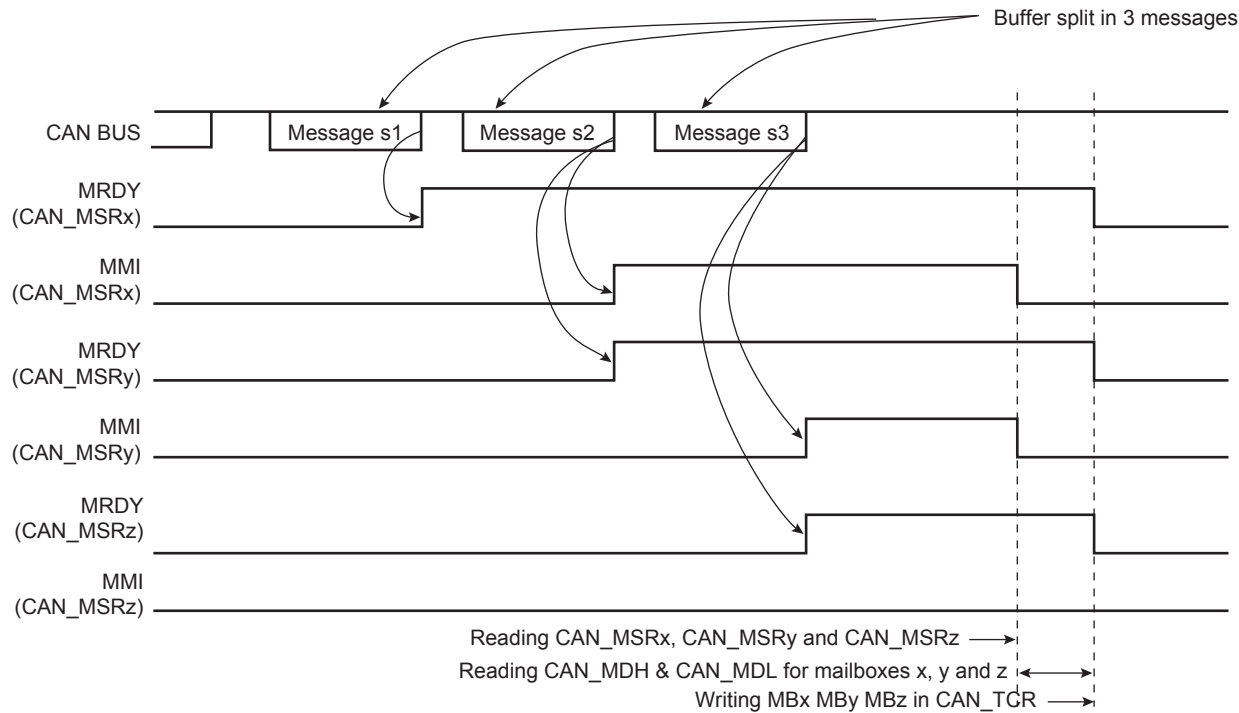 Buffer split in 3 messages
CAN BUS
Message s1
Message s2
Message s3
MRDY
(CAN_MSRx)
MMI
(CAN_MSRx)
MRDY
(CAN_MSRy)
MMI
(CAN_MSRy)
MRDY
(CAN_MSRz)
MMI
(CAN_MSRz)
Reading CAN_MSRx, CAN_MSRy and CAN_MSRz
Reading CAN_MDH & CAN_MDL for mailboxes x, y and z
Writing MBx MBy MBz in CAN_TCR